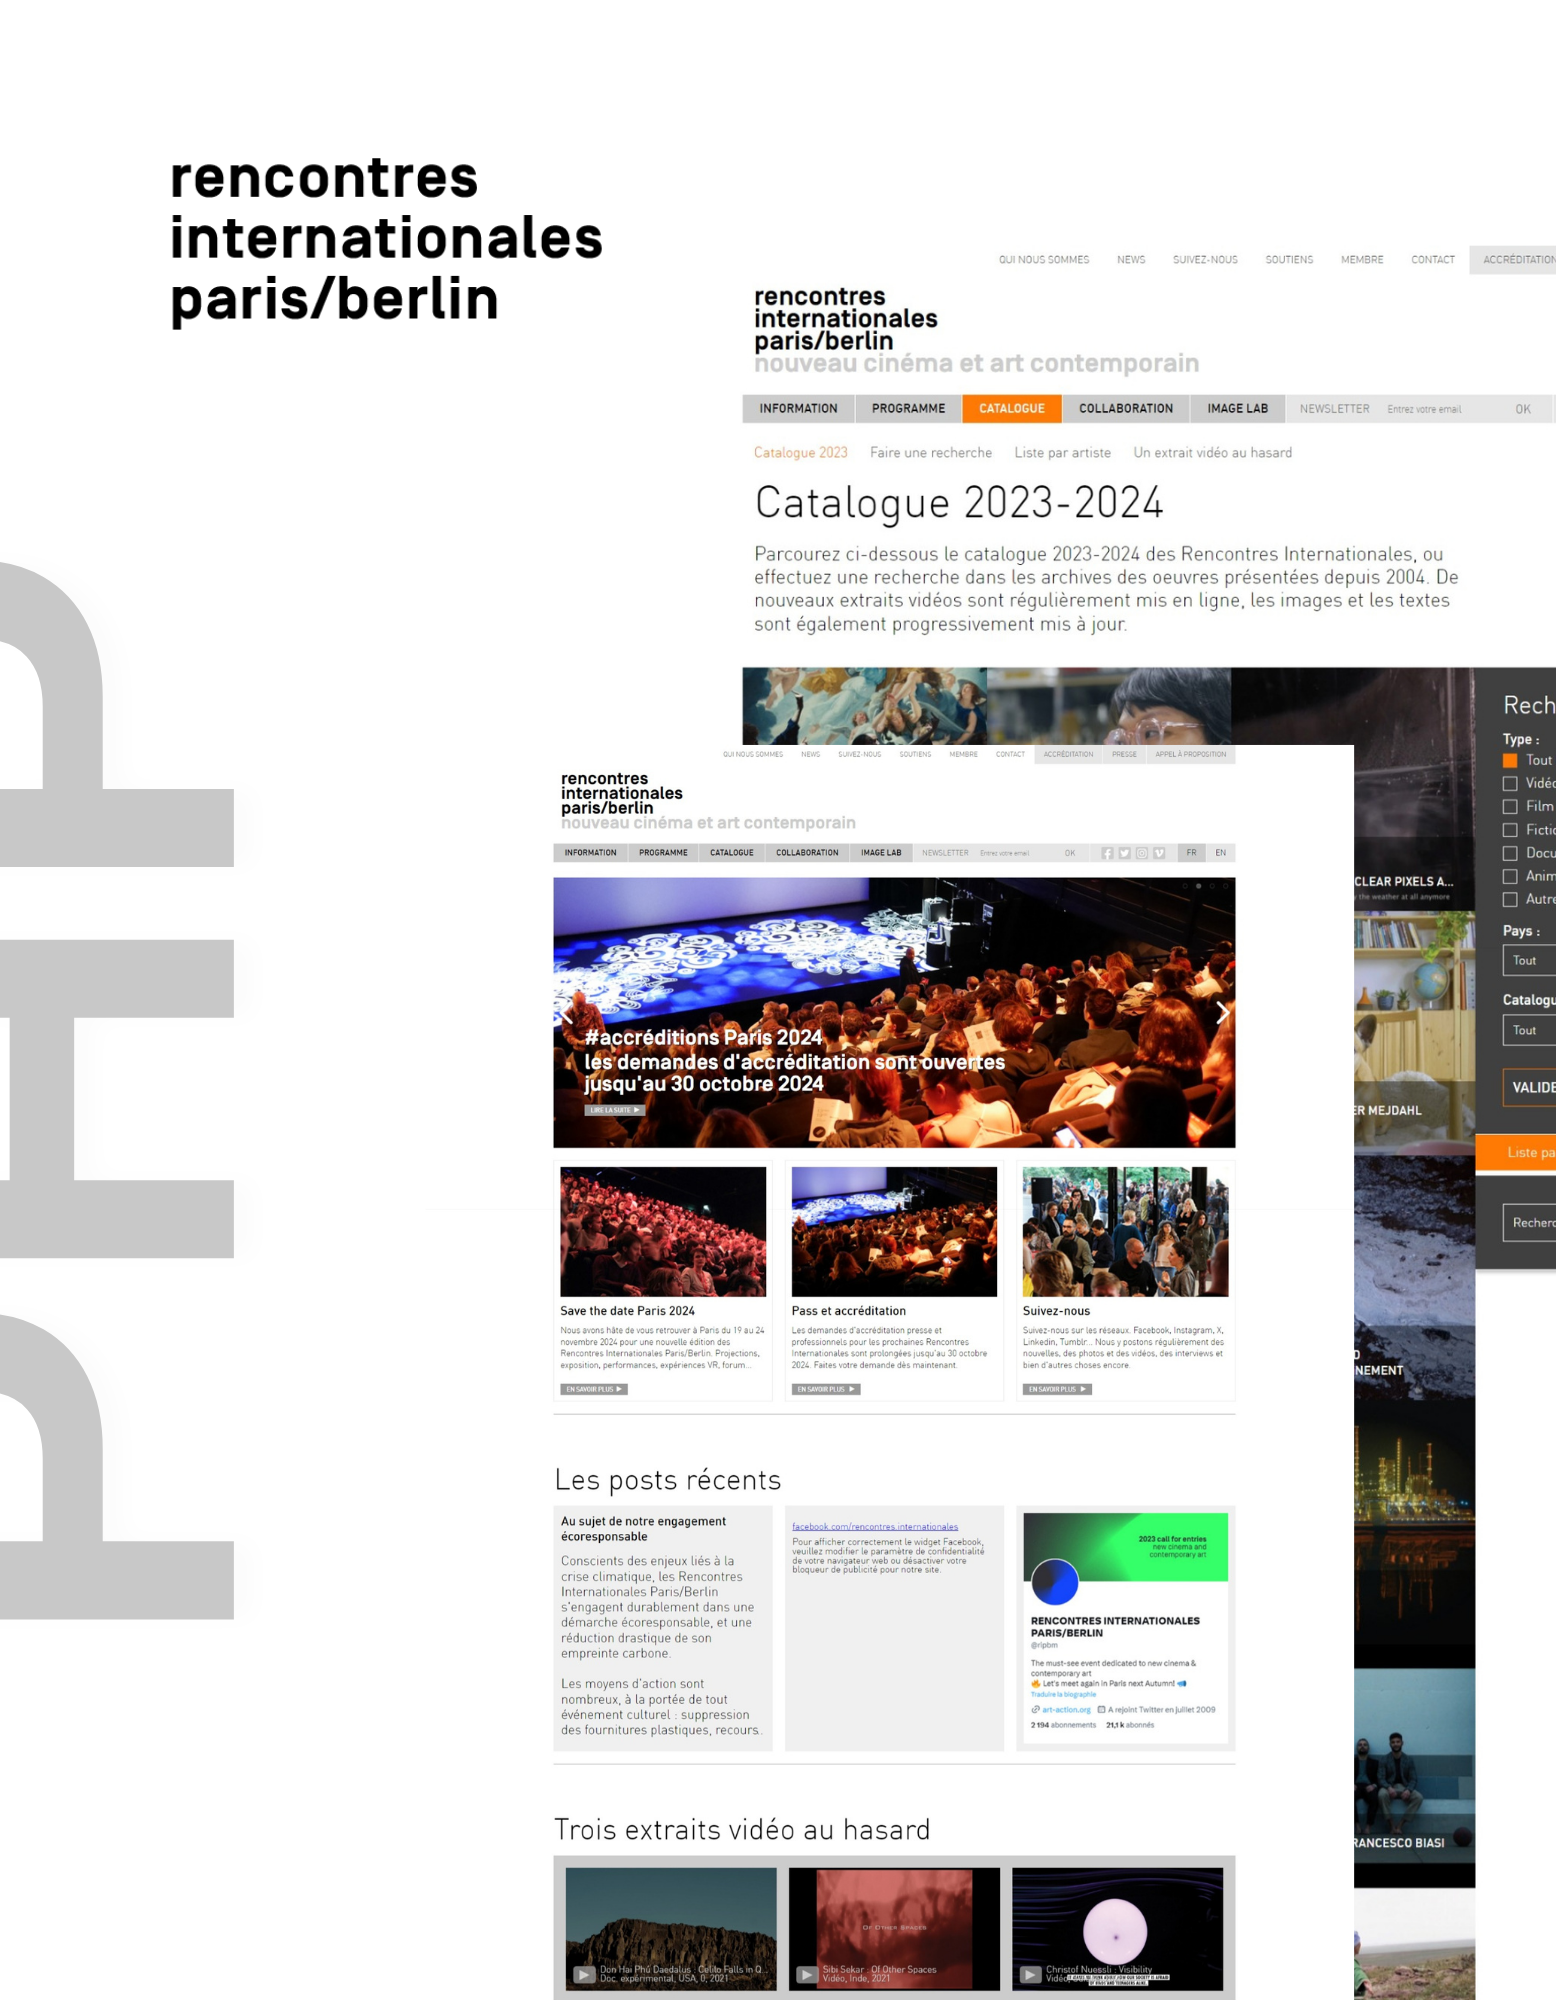 rencontres
internationales
paris/berlin
PHP
QUI NOUS SOMMES NEWS SUIVEZ-NOUS SOUTIENS MEMBRE CONTACT ACCRÉDITATION
rencontres
internationales
paris/berlin
nouveau cinéma et art contemporain
INFORMATION PROGRAMME CATALOGUE COLLABORATION IMAGE LAB NEWSLETTER Entrez votre email OK
Catalogue 2023 Faire une recherche Liste par artiste Un extrait vidéo au hasard
Catalogue 2023-2024
Parcourez ci-dessous le catalogue 2023-2024 des Rencontres Internationales, ou
effectuez une recherche dans les archives des oeuvres présentées depuis 2004. De
nouveaux extraits vidéos sont régulièrement mis en ligne, les images et les textes
sont également progressivement mis à jour.
Rech
Type :
Tout
Vidéo
Film
Fictio
Docu
Anim
Autre
Pays :
Tout
Catalogu
Tout
VALIDE
Liste pa
Recherc
CLEAR PIXELS A...
the weather at all anymore
ER MEJDAHL
NEMENT
RANCESCO BIASI
QUI NOUS SOMMES NEWS SUIVEZ-NOUS SOUTIENS MEMBRE CONTACT ACCRÉDITATION PRESSE APPEL À PROPOSITION
rencontres
internationales
paris/berlin
nouveau cinéma et art contemporain
INFORMATION PROGRAMME CATALOGUE COLLABORATION IMAGE LAB NEWSLETTER Entrez votre email OK FR EN
#accréditions Paris 2024
les demandes d'accréditation sont ouvertes
jusqu'au 30 octobre 2024
LIRE LA SUITE
Save the date Paris 2024
Nous avons hâte de vous retrouver à Paris du 19 au 24
novembre 2024 pour une nouvelle édition des
Rencontres Internationales Paris/Berlin. Projections,
exposition, performances, expériences VR, forum...
EN SAVOIR PLUS
Pass et accréditation
Les demandes d'accréditation presse et
professionnels pour les prochaines Rencontres
Internationales sont prolongées jusqu'au 30 octobre
2024. Faites votre demande dès maintenant.
EN SAVOIR PLUS
Suivez-nous
Suivez-nous sur les réseaux. Facebook, Instagram, X,
Linkedin, Tumblr... Nous y postons régulièrement des
nouvelles, des photos et des vidéos, des interviews et
bien d'autres choses encore.
EN SAVOIR PLUS
Les posts récents
Au sujet de notre engagement
écoresponsable
Conscients des enjeux liés à la
crise climatique, les Rencontres
Internationales Paris/Berlin
s'engagent durablement dans une
démarche écoresponsable, et une
réduction drastique de son
empreinte carbone.
Les moyens d'action sont
nombreux, à la portée de tout
événement culturel : suppression
des fournitures plastiques, recours..
facebook.com/rencontres.internationales
Pour afficher correctement le widget Facebook,
veuillez modifier le paramètre de confidentialité
de votre navigateur web ou désactiver votre
bloqueur de publicité pour notre site.
2023 call for entries
new cinema and
contemporary art
RENCONTRES INTERNATIONALES
PARIS/BERLIN
@ripbm
The must-see event dedicated to new cinema &
contemporary art
🔥 Let's meet again in Paris next Autumn! 📣
Traduire la biographie
art-action.org A rejoint Twitter en juillet 2009
2 194 abonnements 21,1 k abonnés
Trois extraits vidéo au hasard
Don Hai Phú Daedalus : Celilo Falls in Q...
Doc. expérimental, USA, 0, 2021
OF OTHER SPACES
Sibi Sekar : Of Other Spaces
Vidéo, Inde, 2021
Christof Nuessli : Visibility